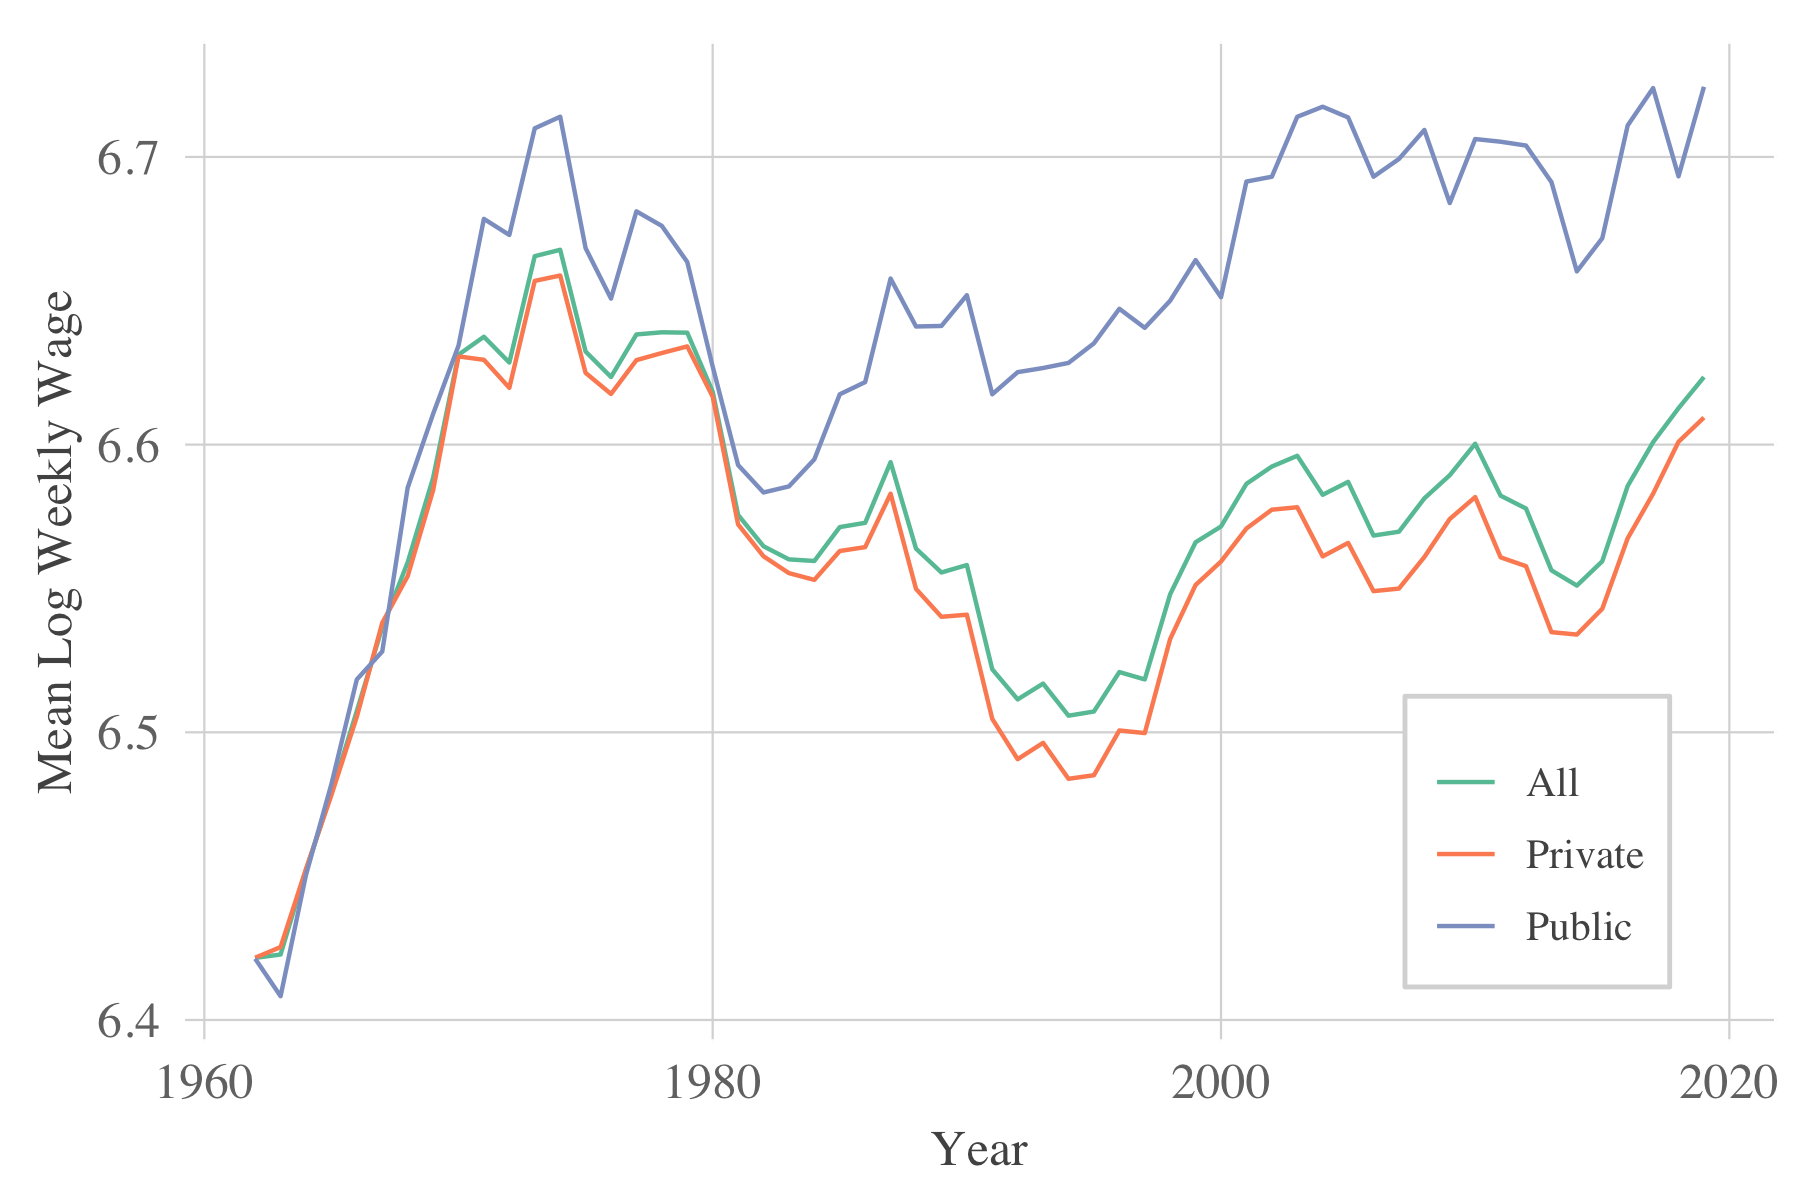 Mean Log Weekly Wage
6.7
6.6
6.5
6.4
1960 1980 2000 2020
Year
All
Private
Public